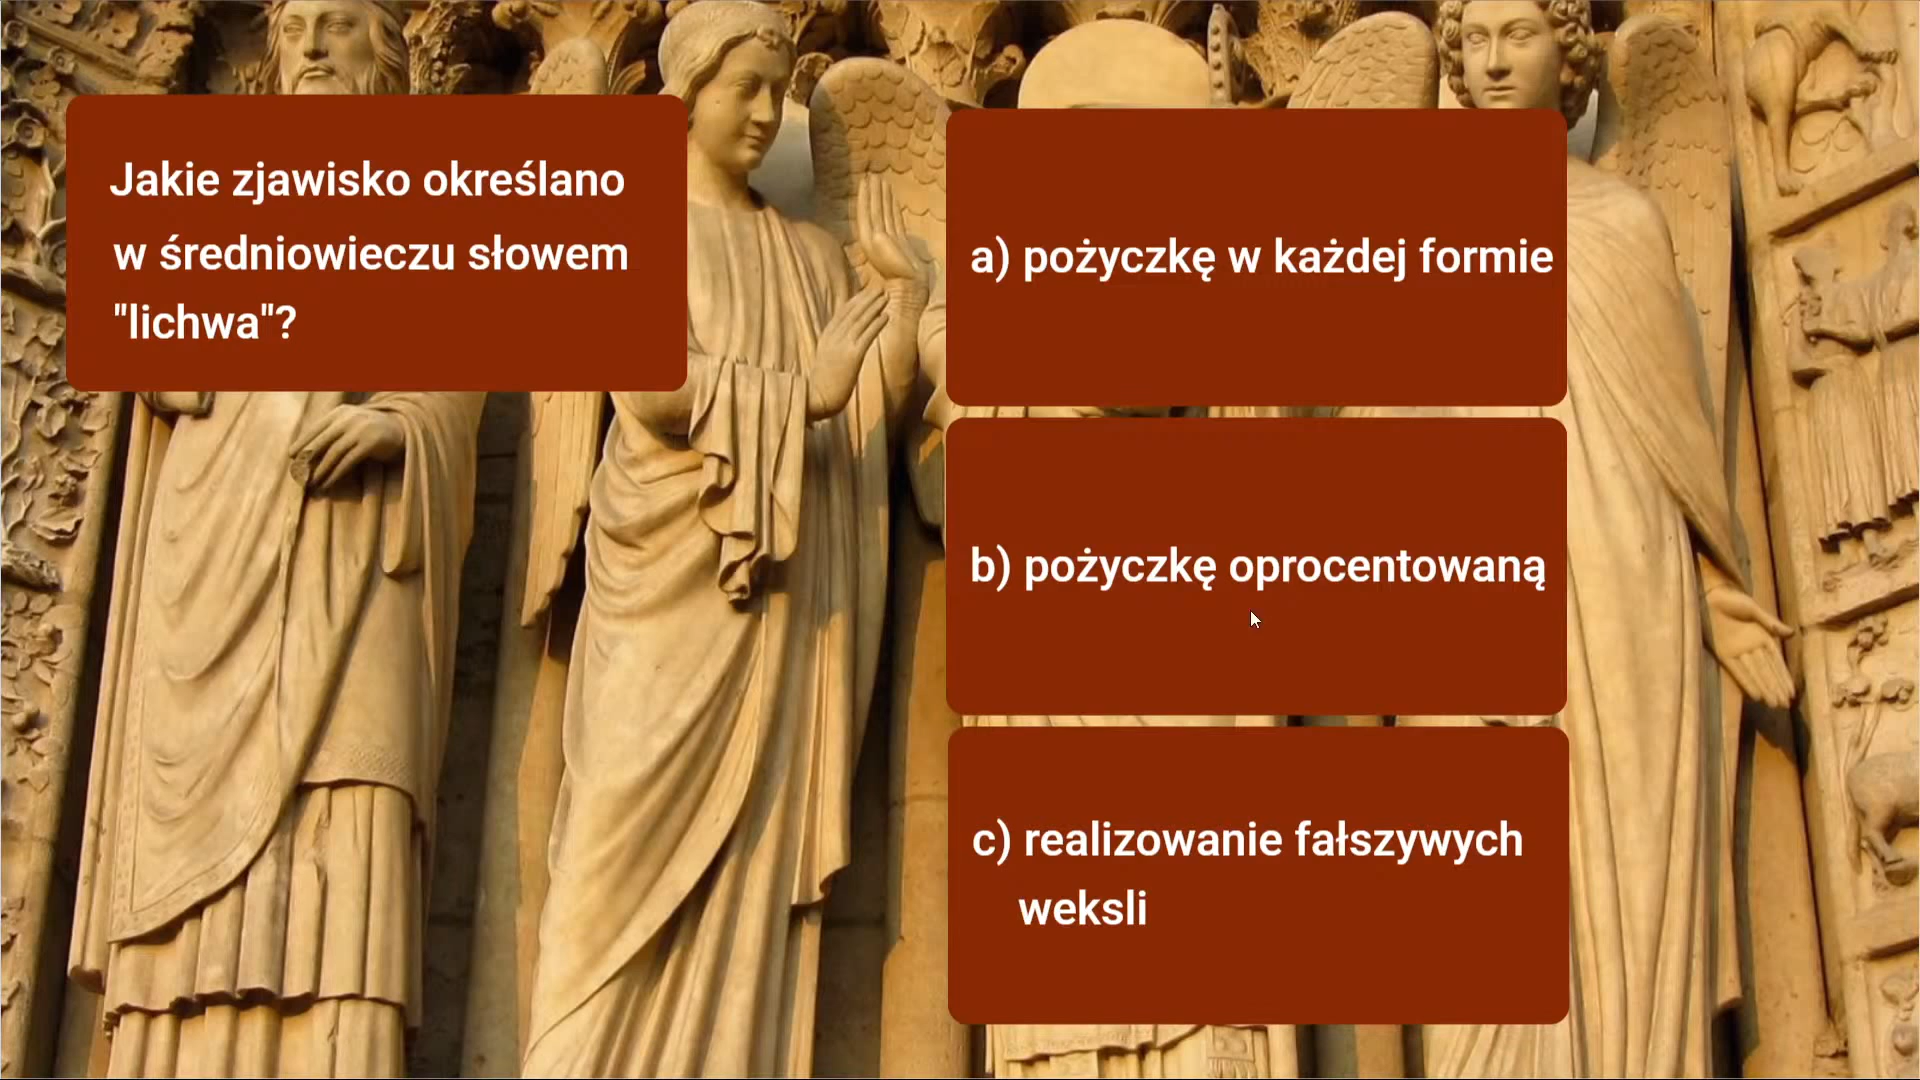 Jakie zjawisko określano
w średniowieczu słowem
"lichwa"?
a) pożyczkę w każdej formie
b) pożyczkę oprocentowaną
c) realizowanie fałszywych
weksli